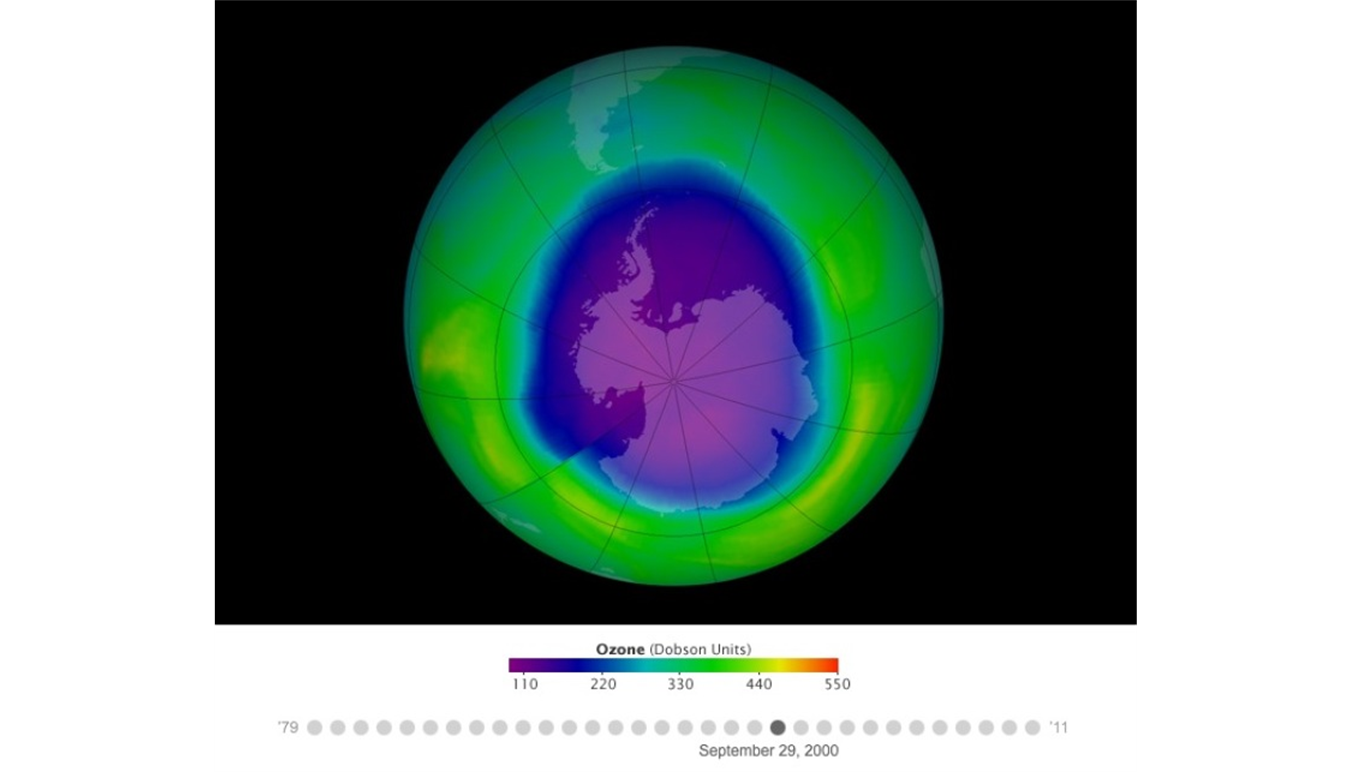 Ozone (Dobson Units)
110 220 330 440 550
'79 '11
September 29, 2000